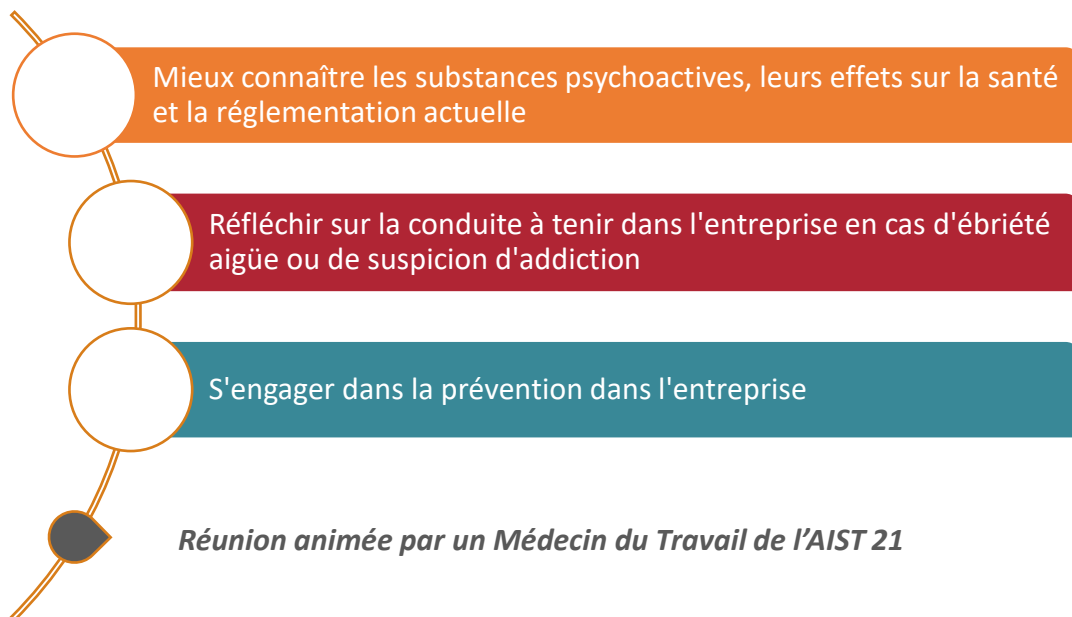 Mieux connaître les substances psychoactives, leurs effets sur la santé
et la réglementation actuelle
Réfléchir sur la conduite à tenir dans l'entreprise en cas d'ébriété
aigüe ou de suspicion d'addiction
S'engager dans la prévention dans l'entreprise
Réunion animée par un Médecin du Travail de l’AIST 21